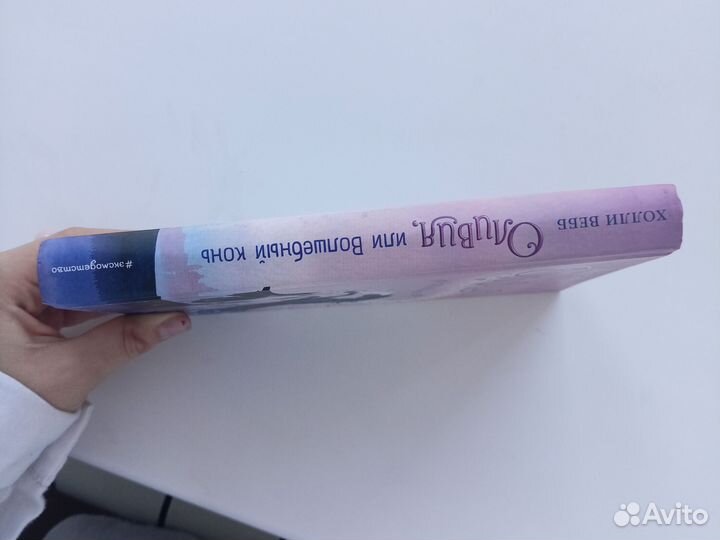 ХОЛЛИ ВЕББ
Оливия, или Волшебный конь
#эксмодетство
Avito